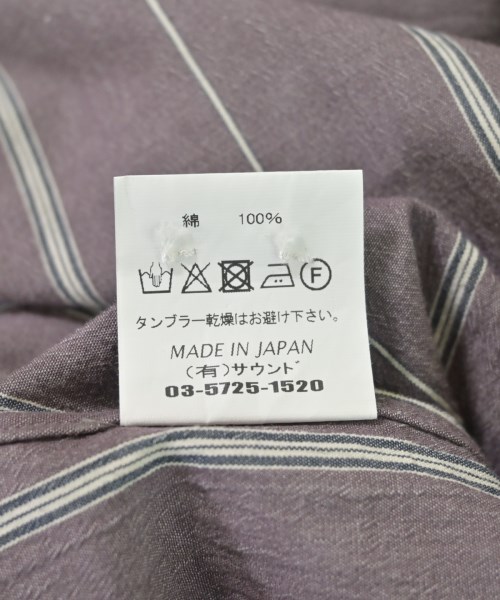 綿 100%
F
タンブラー乾燥はお避け下さい。
MADE IN JAPAN
(有)サウンド
03-5725-1520